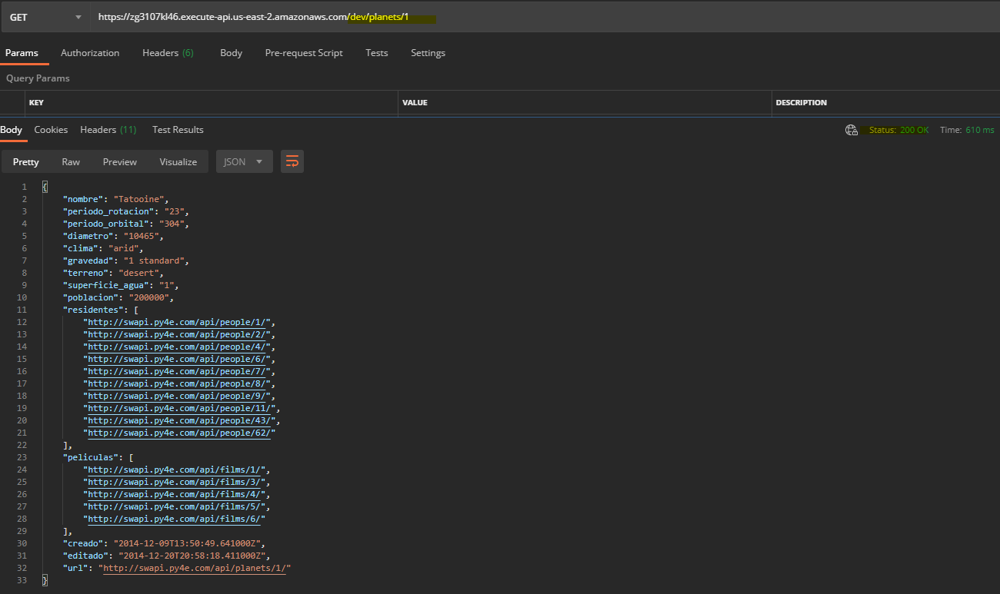 GET https://zg3107kl46.execute-api.us-east-2.amazonaws.com/dev/planets/1
Params Authorization Headers (6) Body Pre-request Script Tests Settings
Query Params
KEY VALUE DESCRIPTION
Body Cookies Headers (11) Test Results Status: 200 OK Time: 610 ms
Pretty Raw Preview Visualize JSON
1 {
2 "nombre": "Tatooine",
3 "periodo_rotacion": "23",
4 "periodo_orbital": "304",
5 "diametro": "10465",
6 "clima": "arid",
7 "gravedad": "1 standard",
8 "terreno": "desert",
9 "superficie_agua": "1",
10 "poblacion": "200000",
11 "residentes": [
12 "http://swapi.py4e.com/api/people/1/",
13 "http://swapi.py4e.com/api/people/2/",
14 "http://swapi.py4e.com/api/people/4/",
15 "http://swapi.py4e.com/api/people/6/",
16 "http://swapi.py4e.com/api/people/7/",
17 "http://swapi.py4e.com/api/people/8/",
18 "http://swapi.py4e.com/api/people/9/",
19 "http://swapi.py4e.com/api/people/11/",
20 "http://swapi.py4e.com/api/people/43/",
21 "http://swapi.py4e.com/api/people/62/"
22 ],
23 "peliculas": [
24 "http://swapi.py4e.com/api/films/1/",
25 "http://swapi.py4e.com/api/films/3/",
26 "http://swapi.py4e.com/api/films/4/",
27 "http://swapi.py4e.com/api/films/5/",
28 "http://swapi.py4e.com/api/films/6/"
29 ],
30 "creado": "2014-12-09T13:50:49.641000Z",
31 "editado": "2014-12-20T20:58:18.411000Z",
32 "url": "http://swapi.py4e.com/api/planets/1/"
33 }